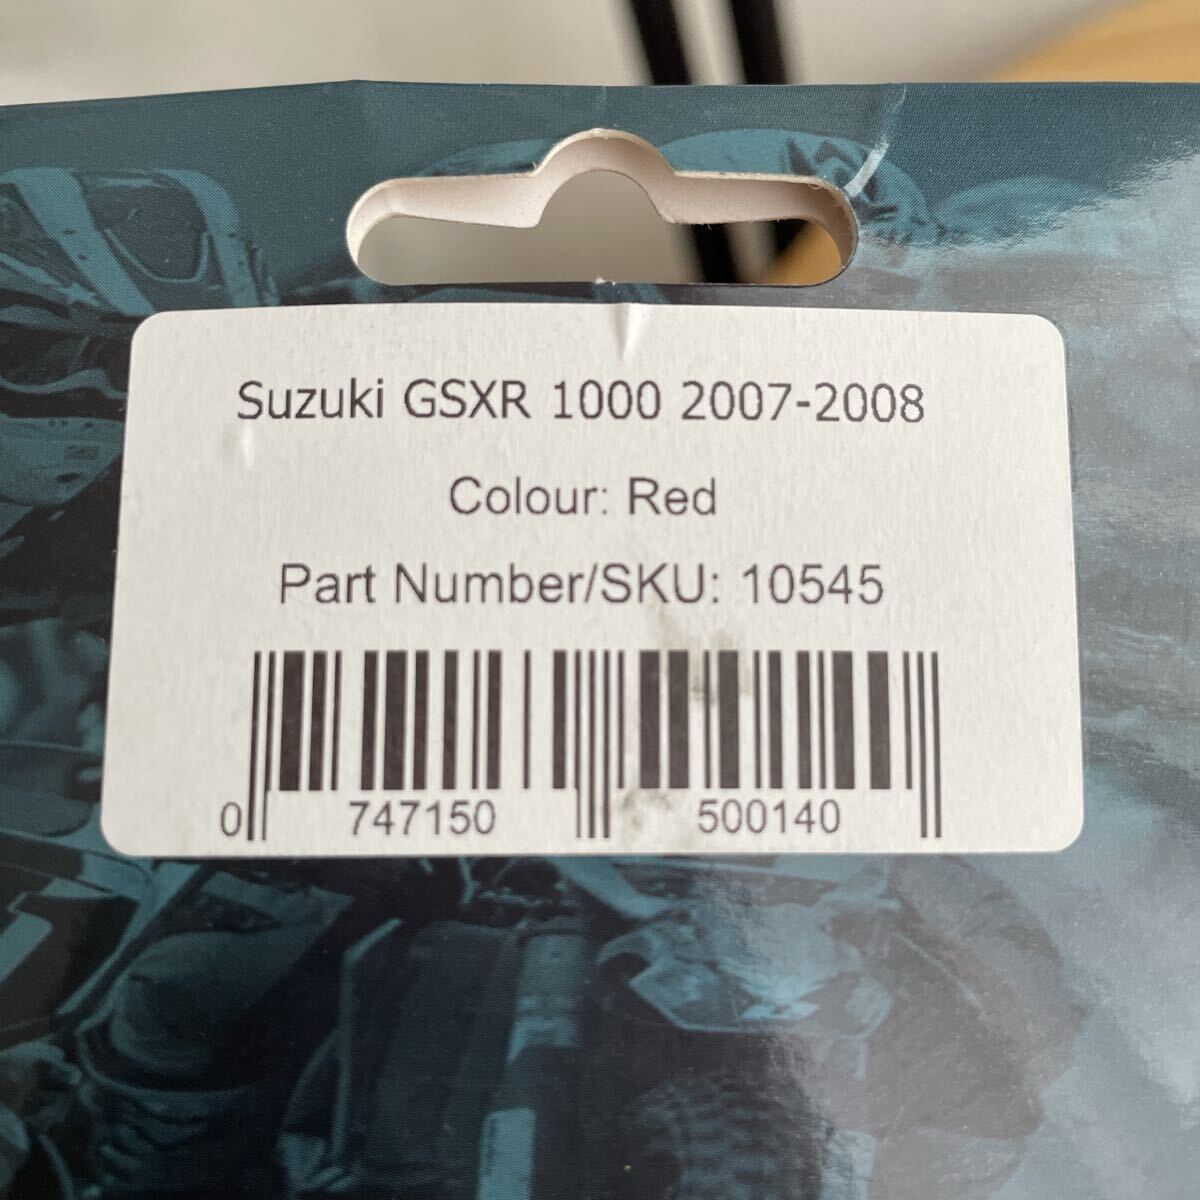 Suzuki GSXR 1000 2007-2008
Colour: Red
Part Number/SKU: 10545
0 747150 500140